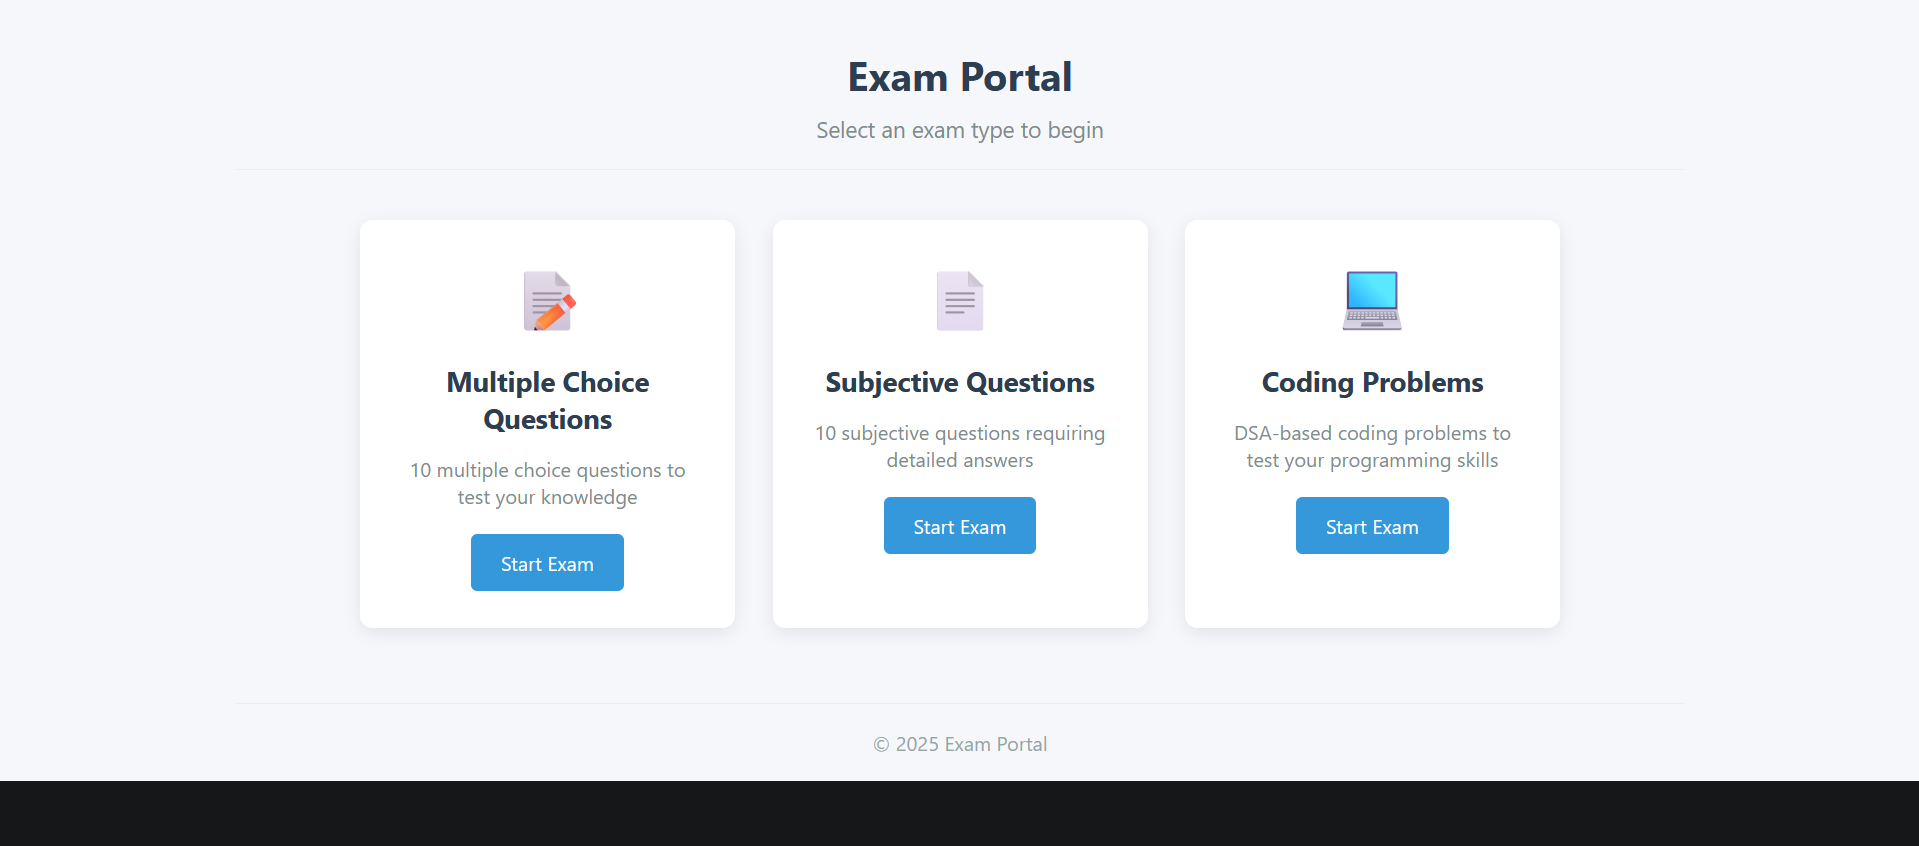 Exam Portal
Select an exam type to begin
Multiple Choice
Questions
10 multiple choice questions to
test your knowledge
Start Exam
Subjective Questions
10 subjective questions requiring
detailed answers
Start Exam
Coding Problems
DSA-based coding problems to
test your programming skills
Start Exam
© 2025 Exam Portal